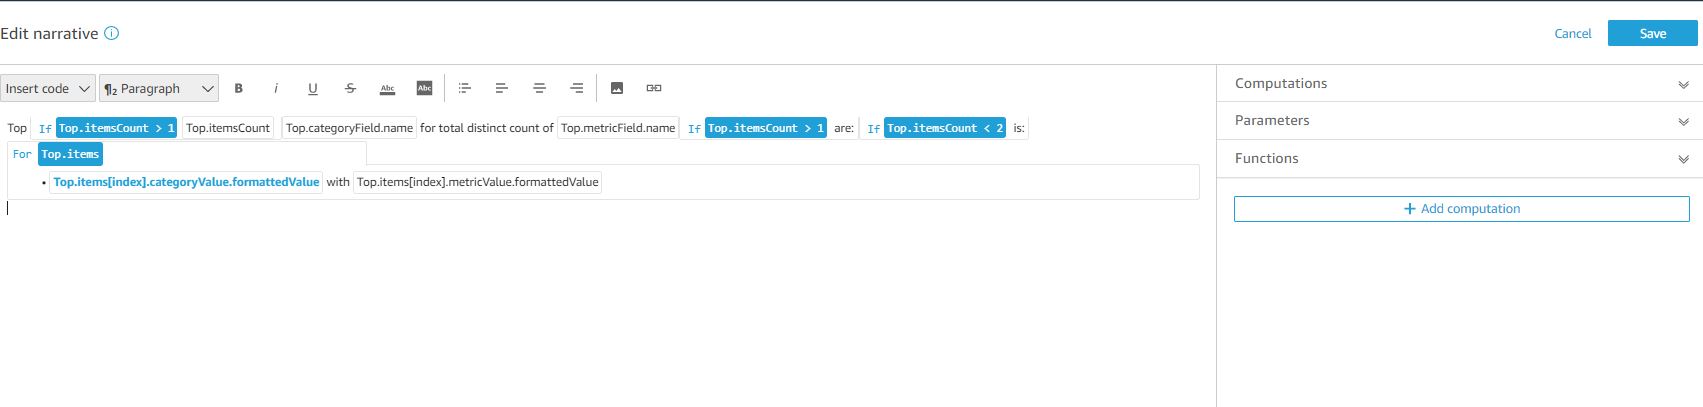 Edit narrative
Cancel Save
Insert code ¶2 Paragraph B i U S Abc Abc
Computations
Top If Top.itemsCount > 1 Top.itemsCount Top.categoryField.name for total distinct count of Top.metricField.name If Top.itemsCount > 1 are: If Top.itemsCount < 2 is:
Parameters
For Top.items
Functions
• Top.items[index].categoryValue.formattedValue with Top.items[index].metricValue.formattedValue
+ Add computation